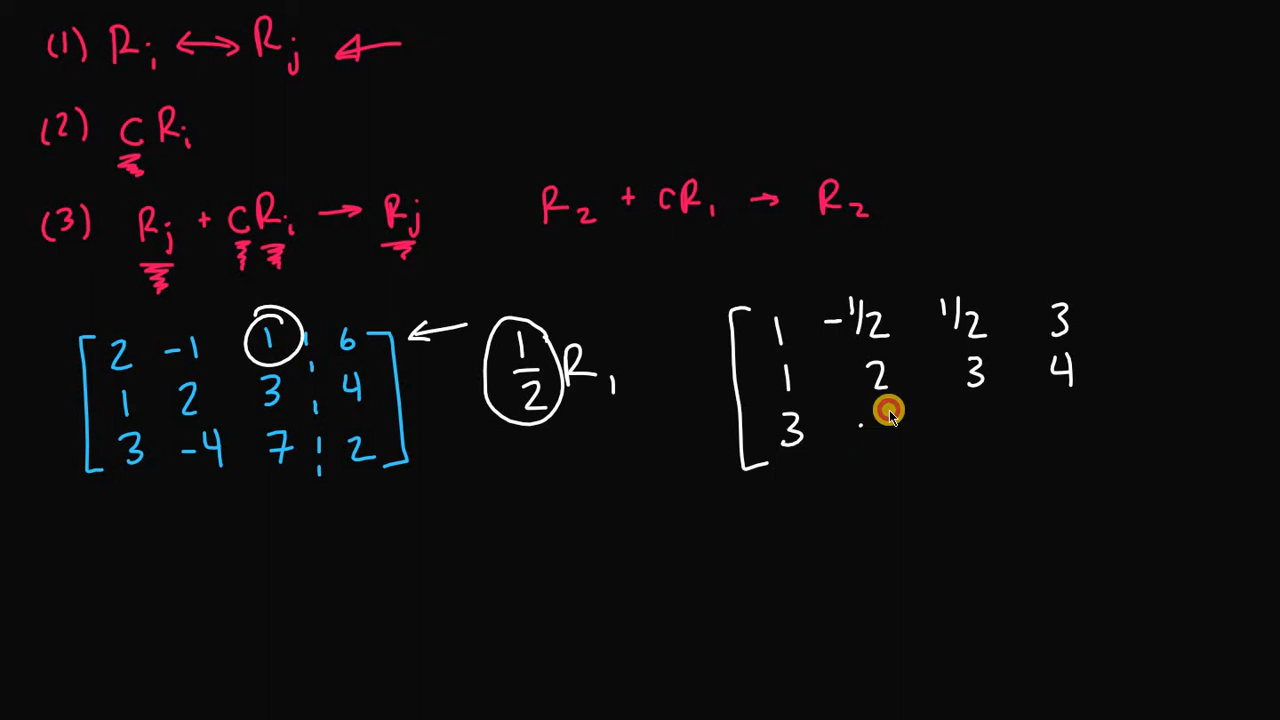 (1) Ri ↔ Rj ←
(2) cRi
(3) Rj + cRi → Rj
R2 + cR1 → R2
[2 -1 1 ¦ 6
1 2 3 ¦ 4
3 -4 7 ¦ 2] ←
1/2 R1
[1 -1/2 1/2 3
1 2 3 4
3